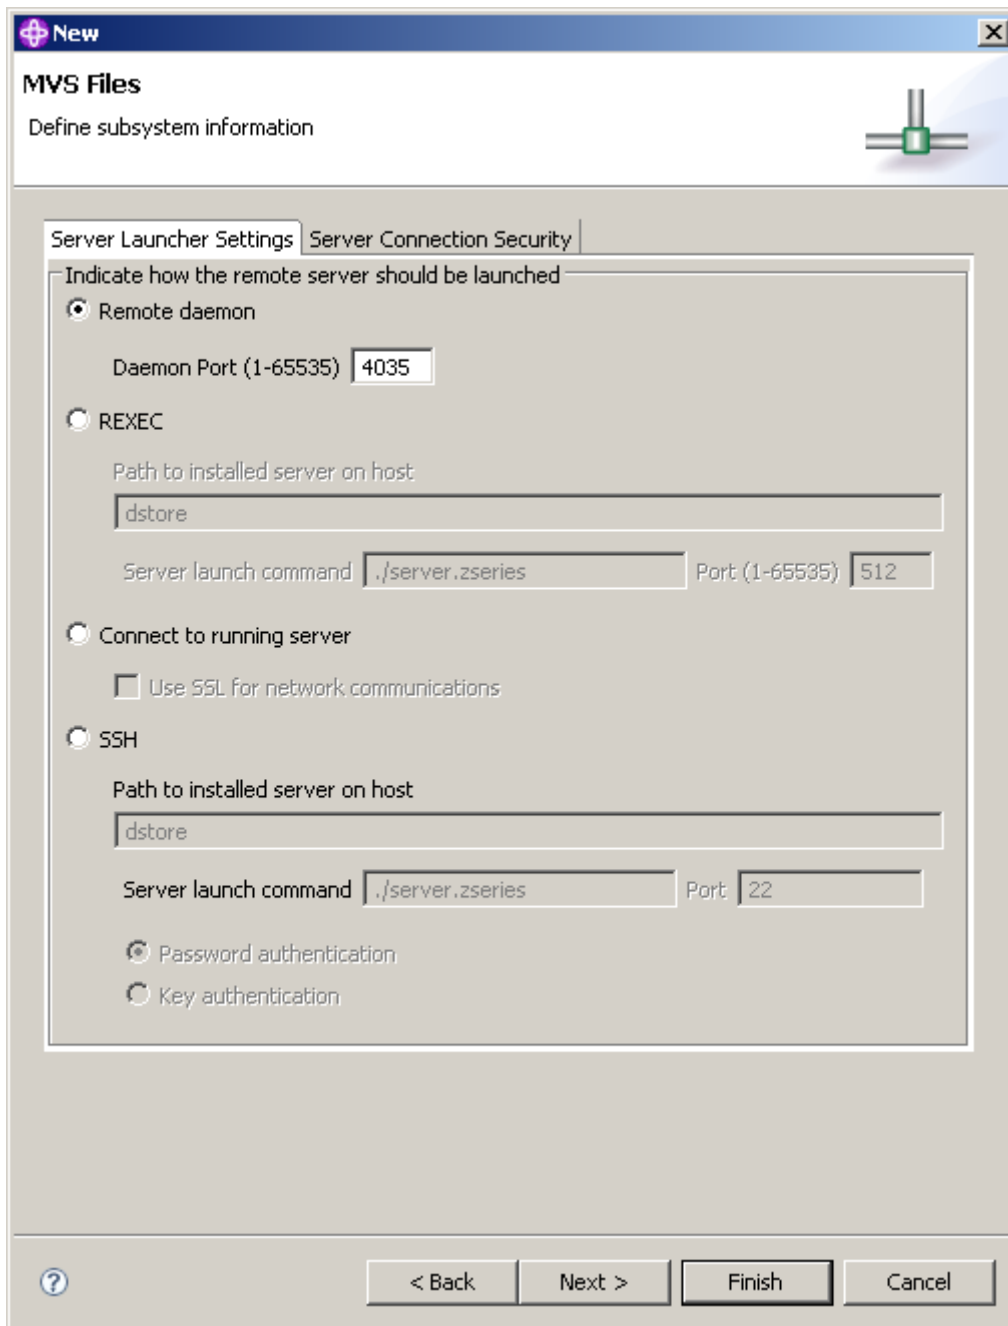 New
MVS Files
Define subsystem information
Server Launcher Settings Server Connection Security
Indicate how the remote server should be launched
Remote daemon
Daemon Port (1-65535) 4035
REXEC
Path to installed server on host
dstore
Server launch command ./server.zseries Port (1-65535) 512
Connect to running server
Use SSL for network communications
SSH
Path to installed server on host
dstore
Server launch command ./server.zseries Port 22
Password authentication
Key authentication
? < Back Next > Finish Cancel